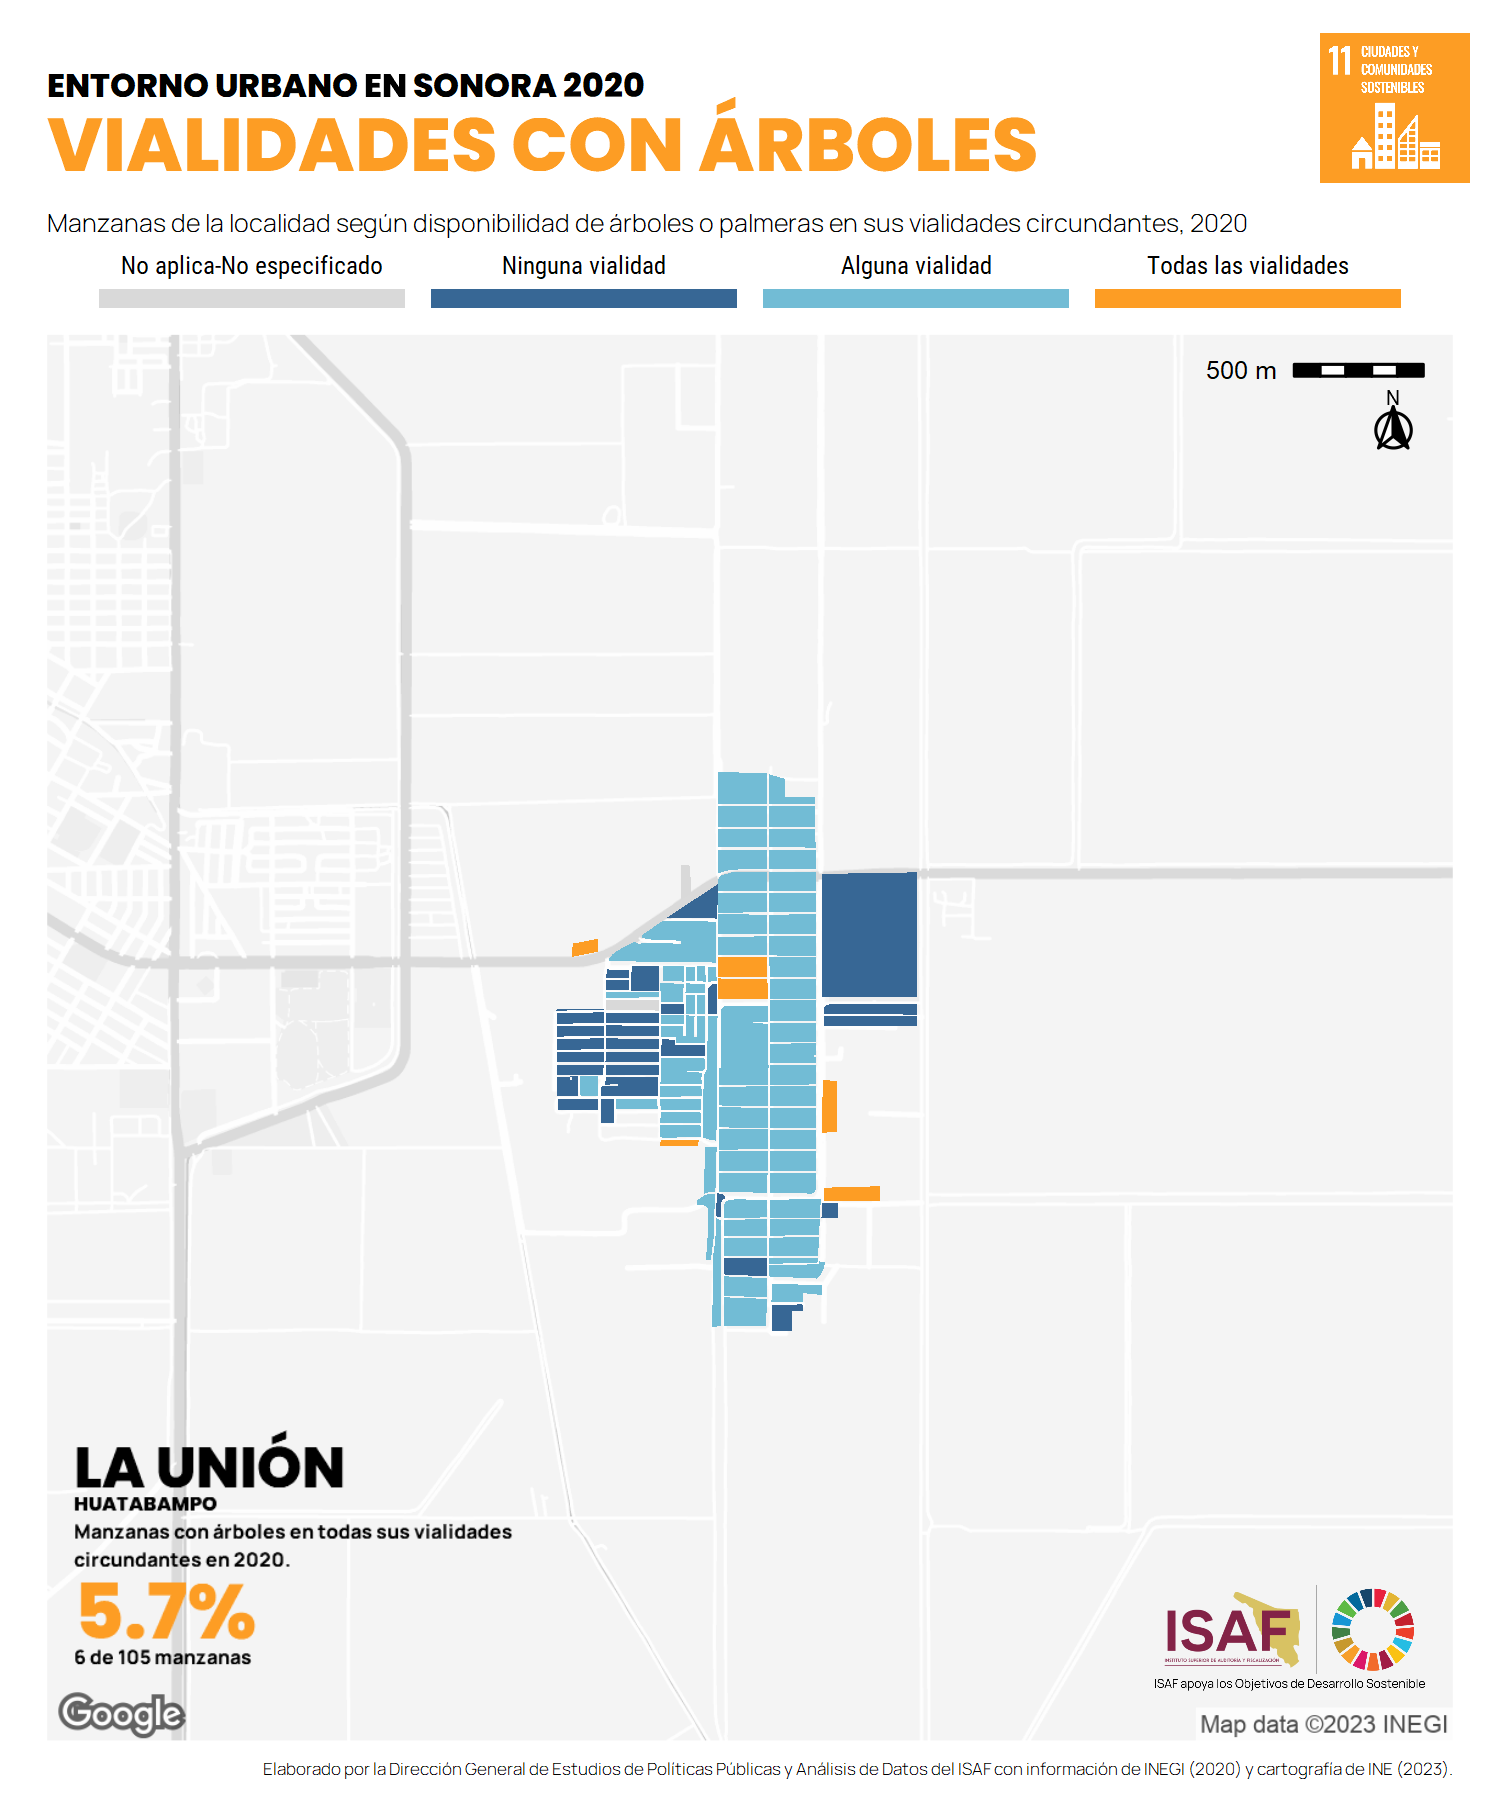 ENTORNO URBANO EN SONORA 2020
VIALIDADES CON ÁRBOLES
11 CIUDADES Y
COMUNIDADES
SOSTENIBLES
Manzanas de la localidad según disponibilidad de árboles o palmeras en sus vialidades circundantes, 2020
No aplica-No especificado
Ninguna vialidad
Alguna vialidad
Todas las vialidades
500 m
N
LA UNIÓN
HUATABAMPO
Manzanas con árboles en todas sus vialidades
circundantes en 2020.
5.7%
6 de 105 manzanas
Google
ISAF
INSTITUTO SUPERIOR DE AUDITORÍA Y FISCALIZACIÓN
ISAF apoya los Objetivos de Desarrollo Sostenible
Map data ©2023 INEGI
Elaborado por la Dirección General de Estudios de Políticas Públicas y Análisis de Datos del ISAF con información de INEGI (2020) y cartografía de INE (2023).